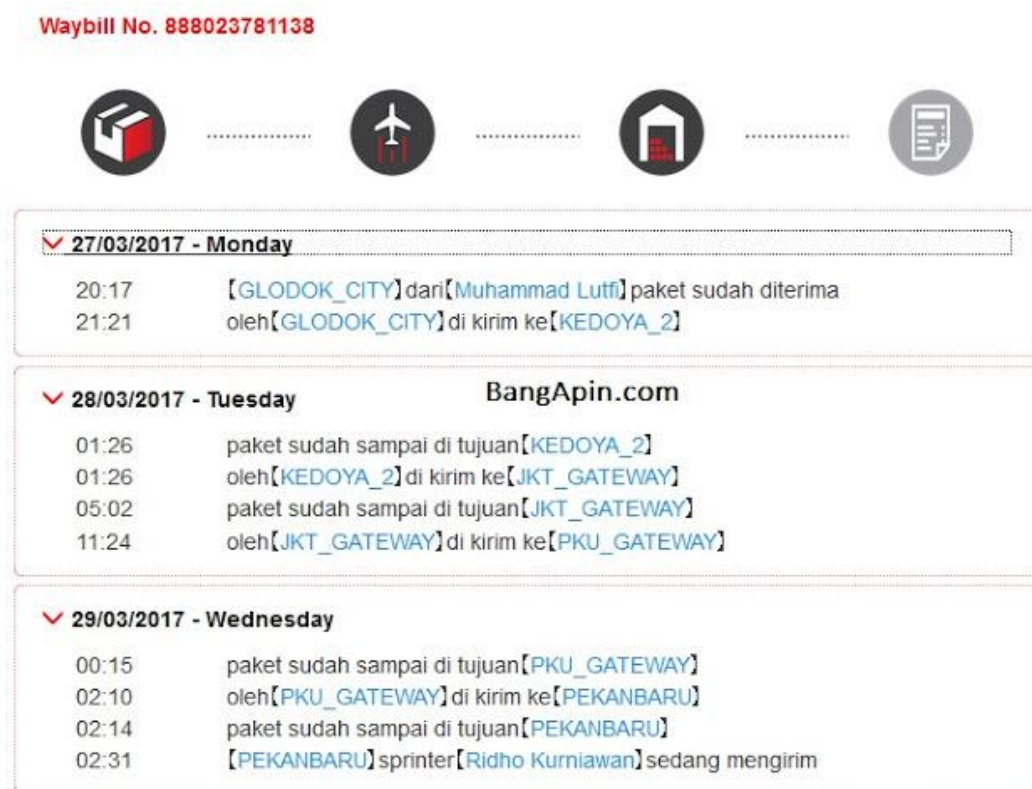 Waybill No. 888023781138
27/03/2017 - Monday
20:17 【GLODOK_CITY】dari【Muhammad Lutfi】paket sudah diterima
21:21 oleh【GLODOK_CITY】di kirim ke【KEDOYA_2】
BangApin.com
28/03/2017 - Tuesday
01:26 paket sudah sampai di tujuan【KEDOYA_2】
01:26 oleh【KEDOYA_2】di kirim ke【JKT_GATEWAY】
05:02 paket sudah sampai di tujuan【JKT_GATEWAY】
11:24 oleh【JKT_GATEWAY】di kirim ke【PKU_GATEWAY】
29/03/2017 - Wednesday
00:15 paket sudah sampai di tujuan【PKU_GATEWAY】
02:10 oleh【PKU_GATEWAY】di kirim ke【PEKANBARU】
02:14 paket sudah sampai di tujuan【PEKANBARU】
02:31 【PEKANBARU】sprinter【Ridho Kurniawan】sedang mengirim